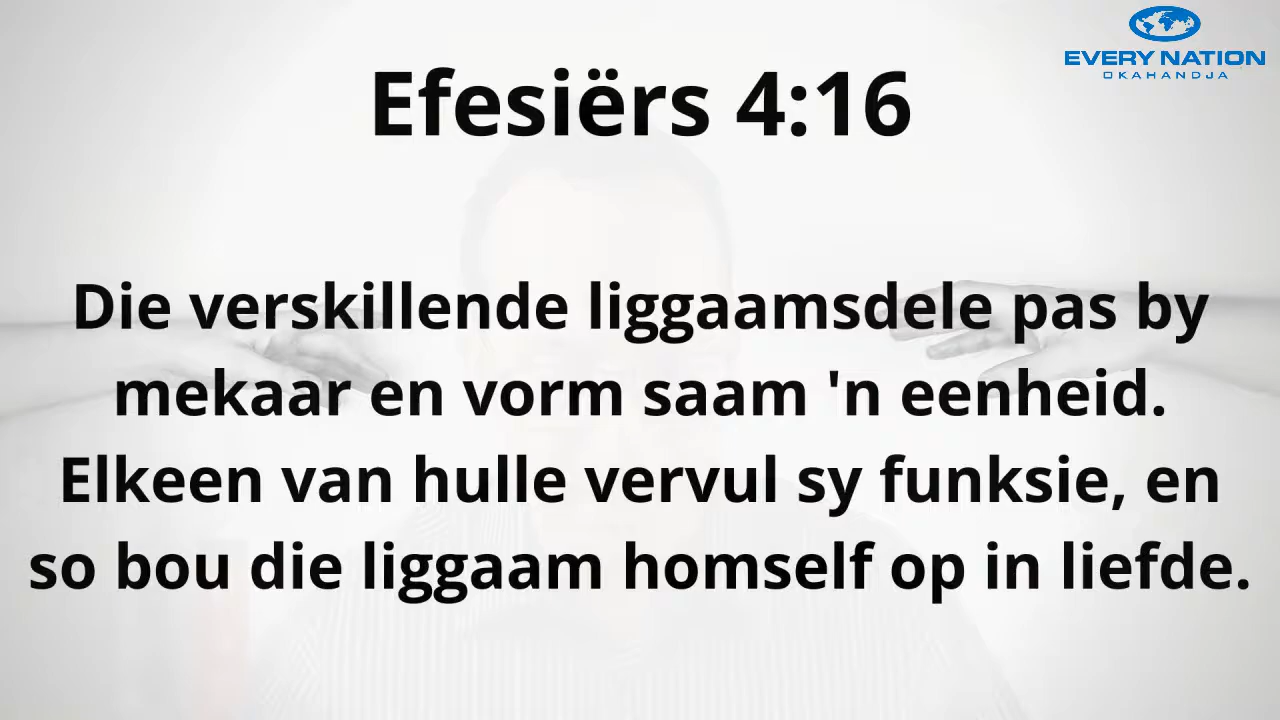 EVERY NATION
OKAHANDJA
Efesiërs 4:16
Die verskillende liggaamsdele pas by
mekaar en vorm saam 'n eenheid.
Elkeen van hulle vervul sy funksie, en
so bou die liggaam homself op in liefde.